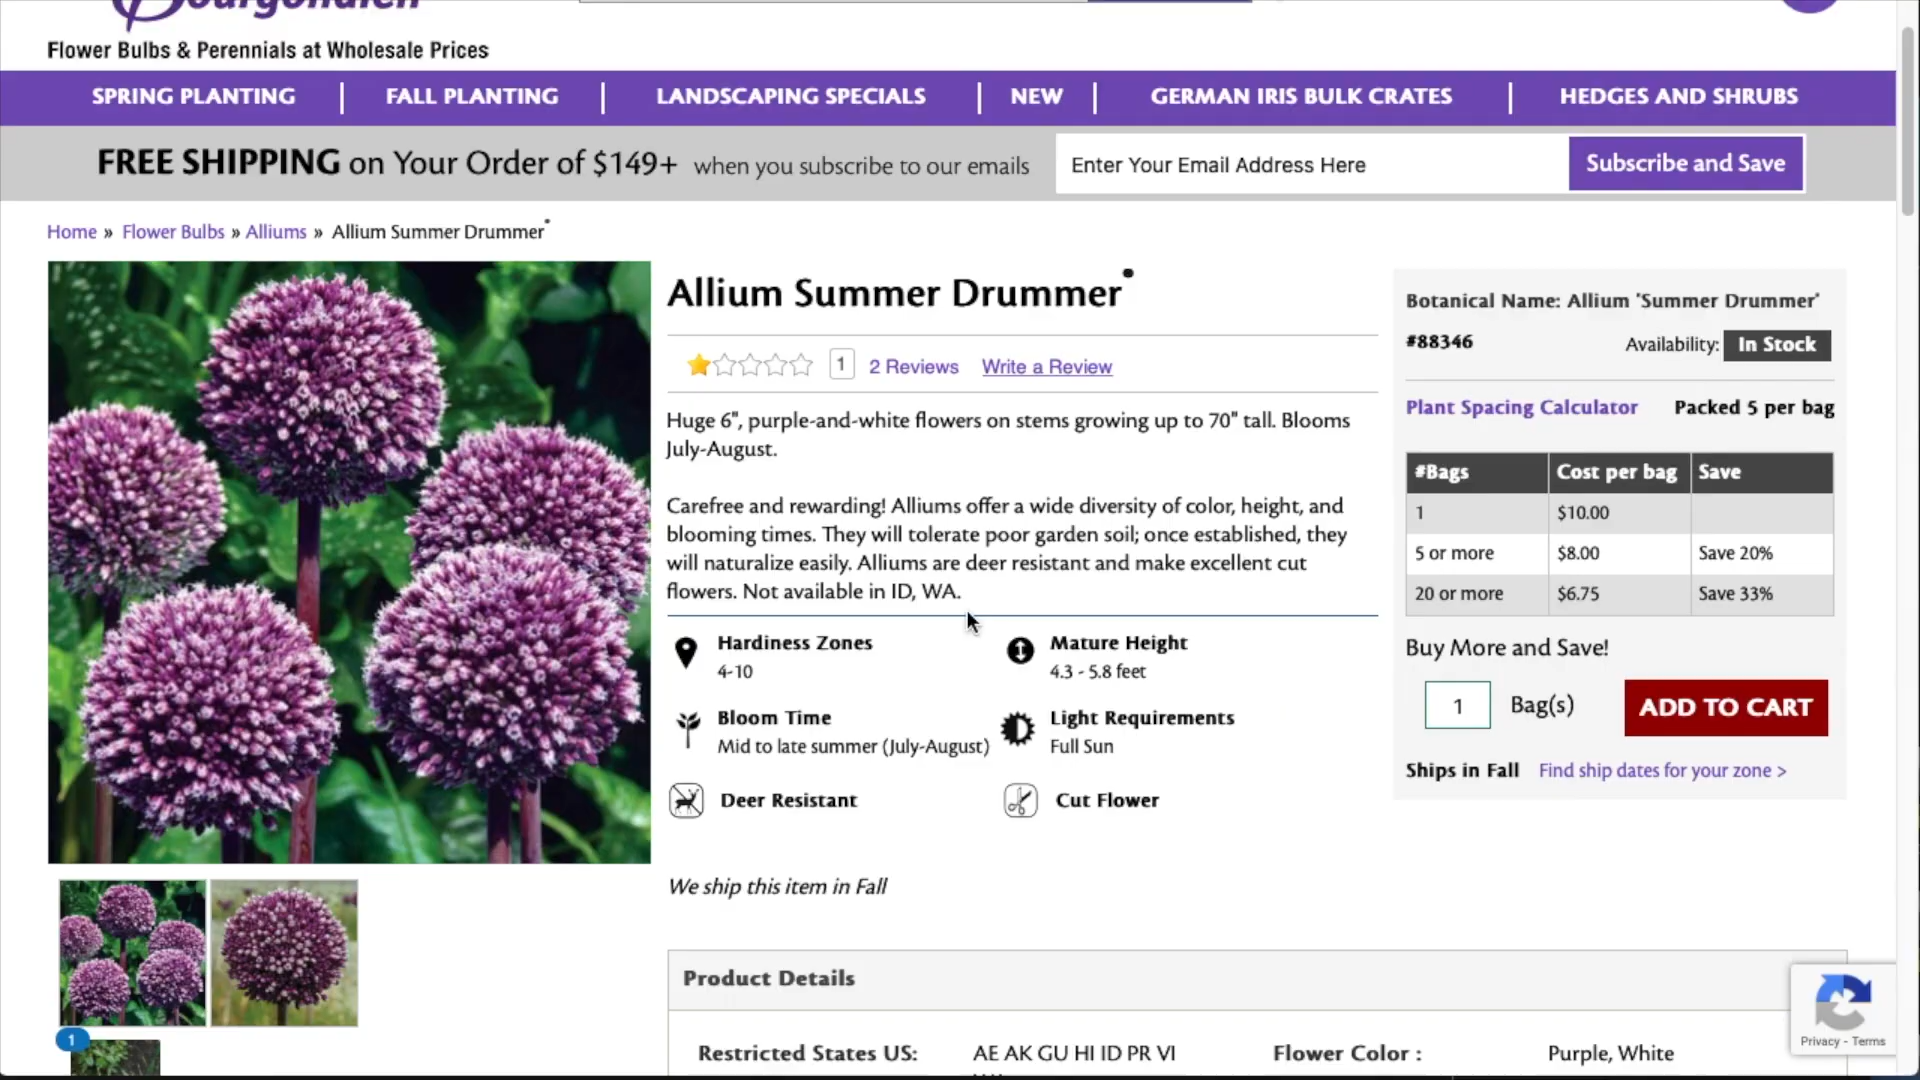 Bourgondien
Flower Bulbs & Perennials at Wholesale Prices
SPRING PLANTING
FALL PLANTING
LANDSCAPING SPECIALS
NEW
GERMAN IRIS BULK CRATES
HEDGES AND SHRUBS
FREE SHIPPING on Your Order of $149+ when you subscribe to our emails
Enter Your Email Address Here
Subscribe and Save
Home » Flower Bulbs » Alliums » Allium Summer Drummer
Allium Summer Drummer
1 2 Reviews Write a Review
Huge 6", purple-and-white flowers on stems growing up to 70" tall. Blooms
July-August.
Carefree and rewarding! Alliums offer a wide diversity of color, height, and
blooming times. They will tolerate poor garden soil; once established, they
will naturalize easily. Alliums are deer resistant and make excellent cut
flowers. Not available in ID, WA.
Hardiness Zones
4-10
Mature Height
4.3 - 5.8 feet
Bloom Time
Mid to late summer (July-August)
Light Requirements
Full Sun
Deer Resistant
Cut Flower
We ship this item in Fall
Botanical Name: Allium 'Summer Drummer'
#88346
Availability: In Stock
Plant Spacing Calculator Packed 5 per bag
#Bags Cost per bag Save
1 $10.00
5 or more $8.00 Save 20%
20 or more $6.75 Save 33%
Buy More and Save!
1 Bag(s) ADD TO CART
Ships in Fall Find ship dates for your zone >
Product Details
Restricted States US: AE AK GU HI ID PR VI
Flower Color : Purple, White
1
Privacy - Terms